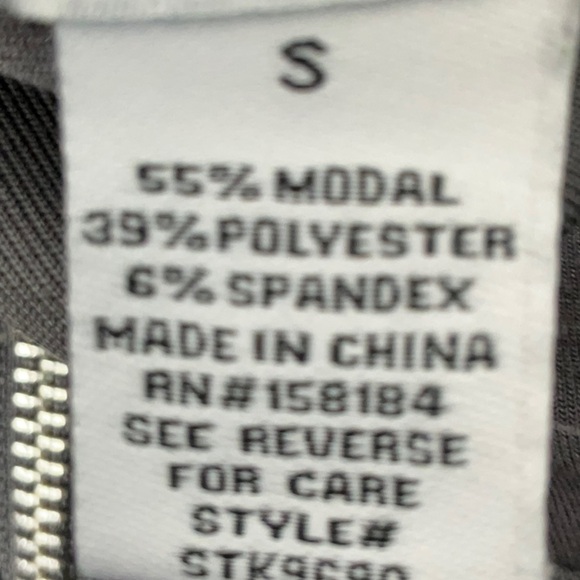 S
55% MODAL
39% POLYESTER
6% SPANDEX
MADE IN CHINA
RN#158184
SEE REVERSE
FOR CARE
STYLE#